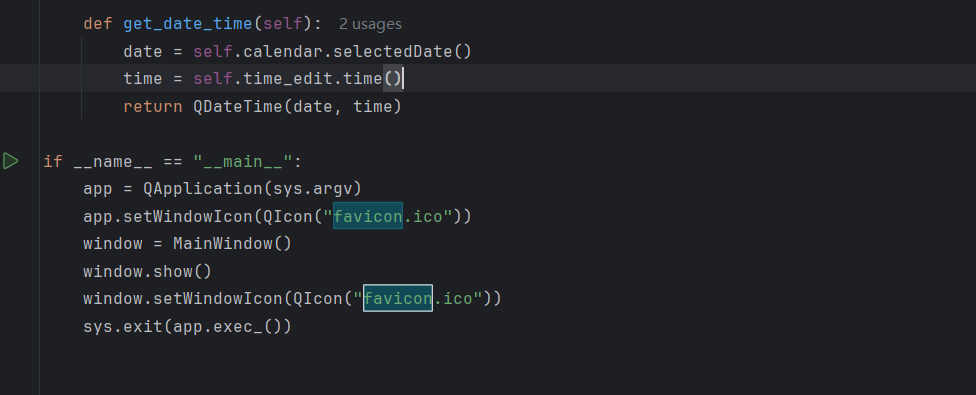 def get_date_time(self):  2 usages
date = self.calendar.selectedDate()
time = self.time_edit.time()
return QDateTime(date, time)
if __name__ == "__main__":
app = QApplication(sys.argv)
app.setWindowIcon(QIcon("favicon.ico"))
window = MainWindow()
window.show()
window.setWindowIcon(QIcon("favicon.ico"))
sys.exit(app.exec_())